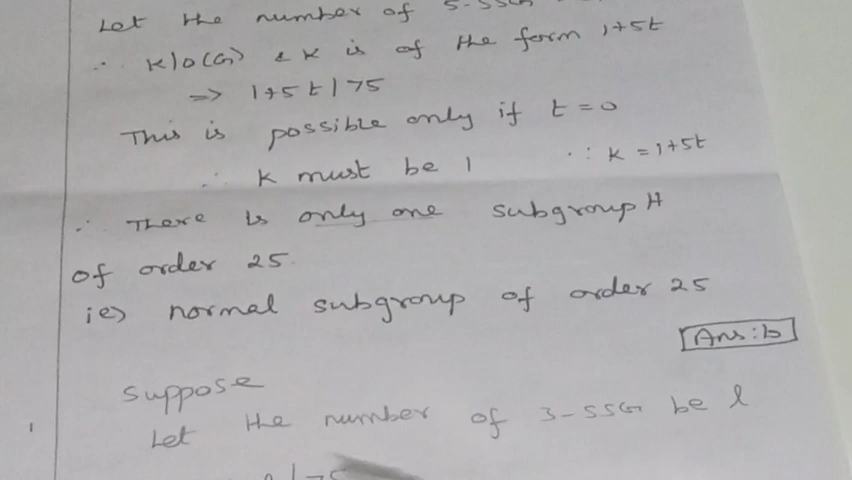 Let the number of 5-SSG
∴ K|O(G) & K is of the form 1+5t
=> 1+5t|75
This is possible only if t=0
∴ K must be 1 ∵ K=1+5t
∴ There is only one subgroup H
of order 25.
ie) normal subgroup of order 25
Ans:b
Suppose
Let the number of 3-SSG be l